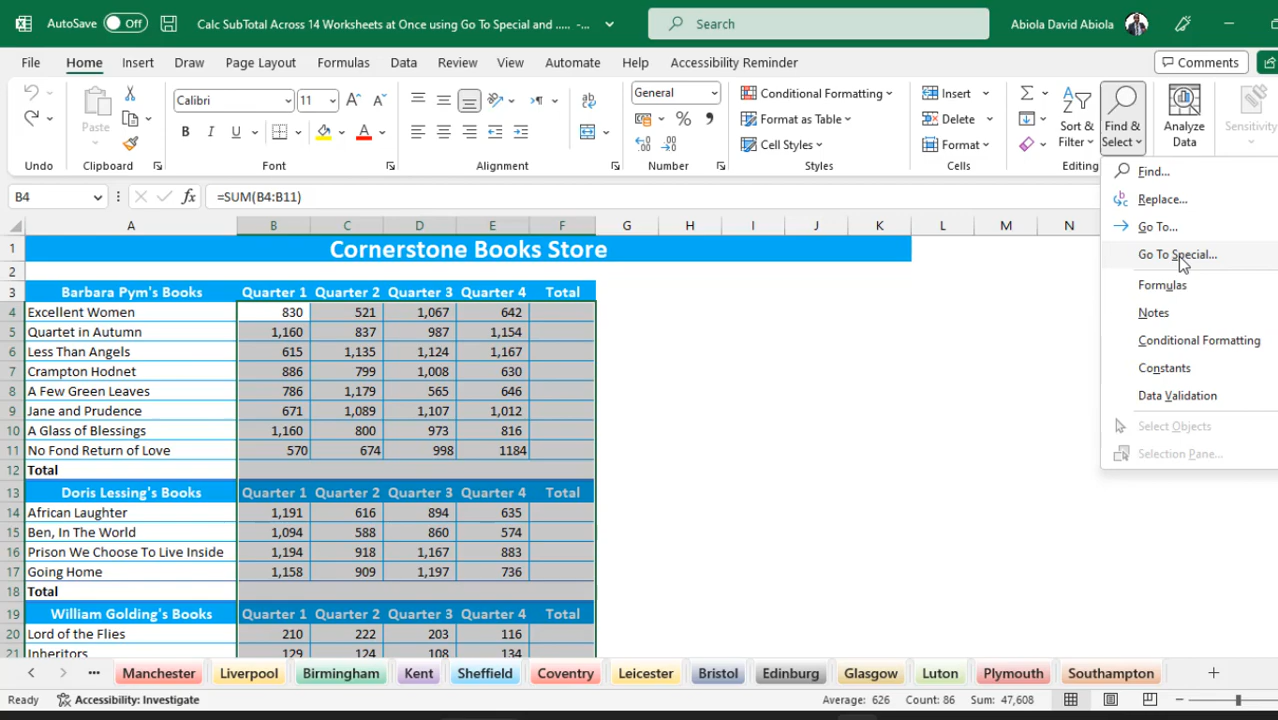 AutoSave Off Calc SubTotal Across 14 Worksheets at Once using Go To Special and ..... -... Search Abiola David Abiola
File Home Insert Draw Page Layout Formulas Data Review View Automate Help Accessibility Reminder Comments
Calibri 11 General Conditional Formatting Insert
Paste B I U A % Format as Table Delete Sort & Filter Find & Select Analyze Data Sensitivity
Cell Styles Format
Undo Clipboard Font Alignment Number Styles Cells Editing
B4 fx =SUM(B4:B11)
A B C D E F G H I J K L M N
1 Cornerstone Books Store
2
3 Barbara Pym's Books Quarter 1 Quarter 2 Quarter 3 Quarter 4 Total
4 Excellent Women 830 521 1,067 642
5 Quartet in Autumn 1,160 837 987 1,154
6 Less Than Angels 615 1,135 1,124 1,167
7 Crampton Hodnet 886 799 1,008 630
8 A Few Green Leaves 786 1,179 565 646
9 Jane and Prudence 671 1,089 1,107 1,012
10 A Glass of Blessings 1,160 800 973 816
11 No Fond Return of Love 570 674 998 1184
12 Total
13 Doris Lessing's Books Quarter 1 Quarter 2 Quarter 3 Quarter 4 Total
14 African Laughter 1,191 616 894 635
15 Ben, In The World 1,094 588 860 574
16 Prison We Choose To Live Inside 1,194 918 1,167 883
17 Going Home 1,158 909 1,197 736
18 Total
19 William Golding's Books Quarter 1 Quarter 2 Quarter 3 Quarter 4 Total
20 Lord of the Flies 210 222 203 116
21 Inheritors 129 124 108 134
Find...
Replace...
Go To...
Go To Special...
Formulas
Notes
Conditional Formatting
Constants
Data Validation
Select Objects
Selection Pane...
Manchester Liverpool Birmingham Kent Sheffield Coventry Leicester Bristol Edinburg Glasgow Luton Plymouth Southampton
Ready Accessibility: Investigate Average: 626 Count: 86 Sum: 47,608